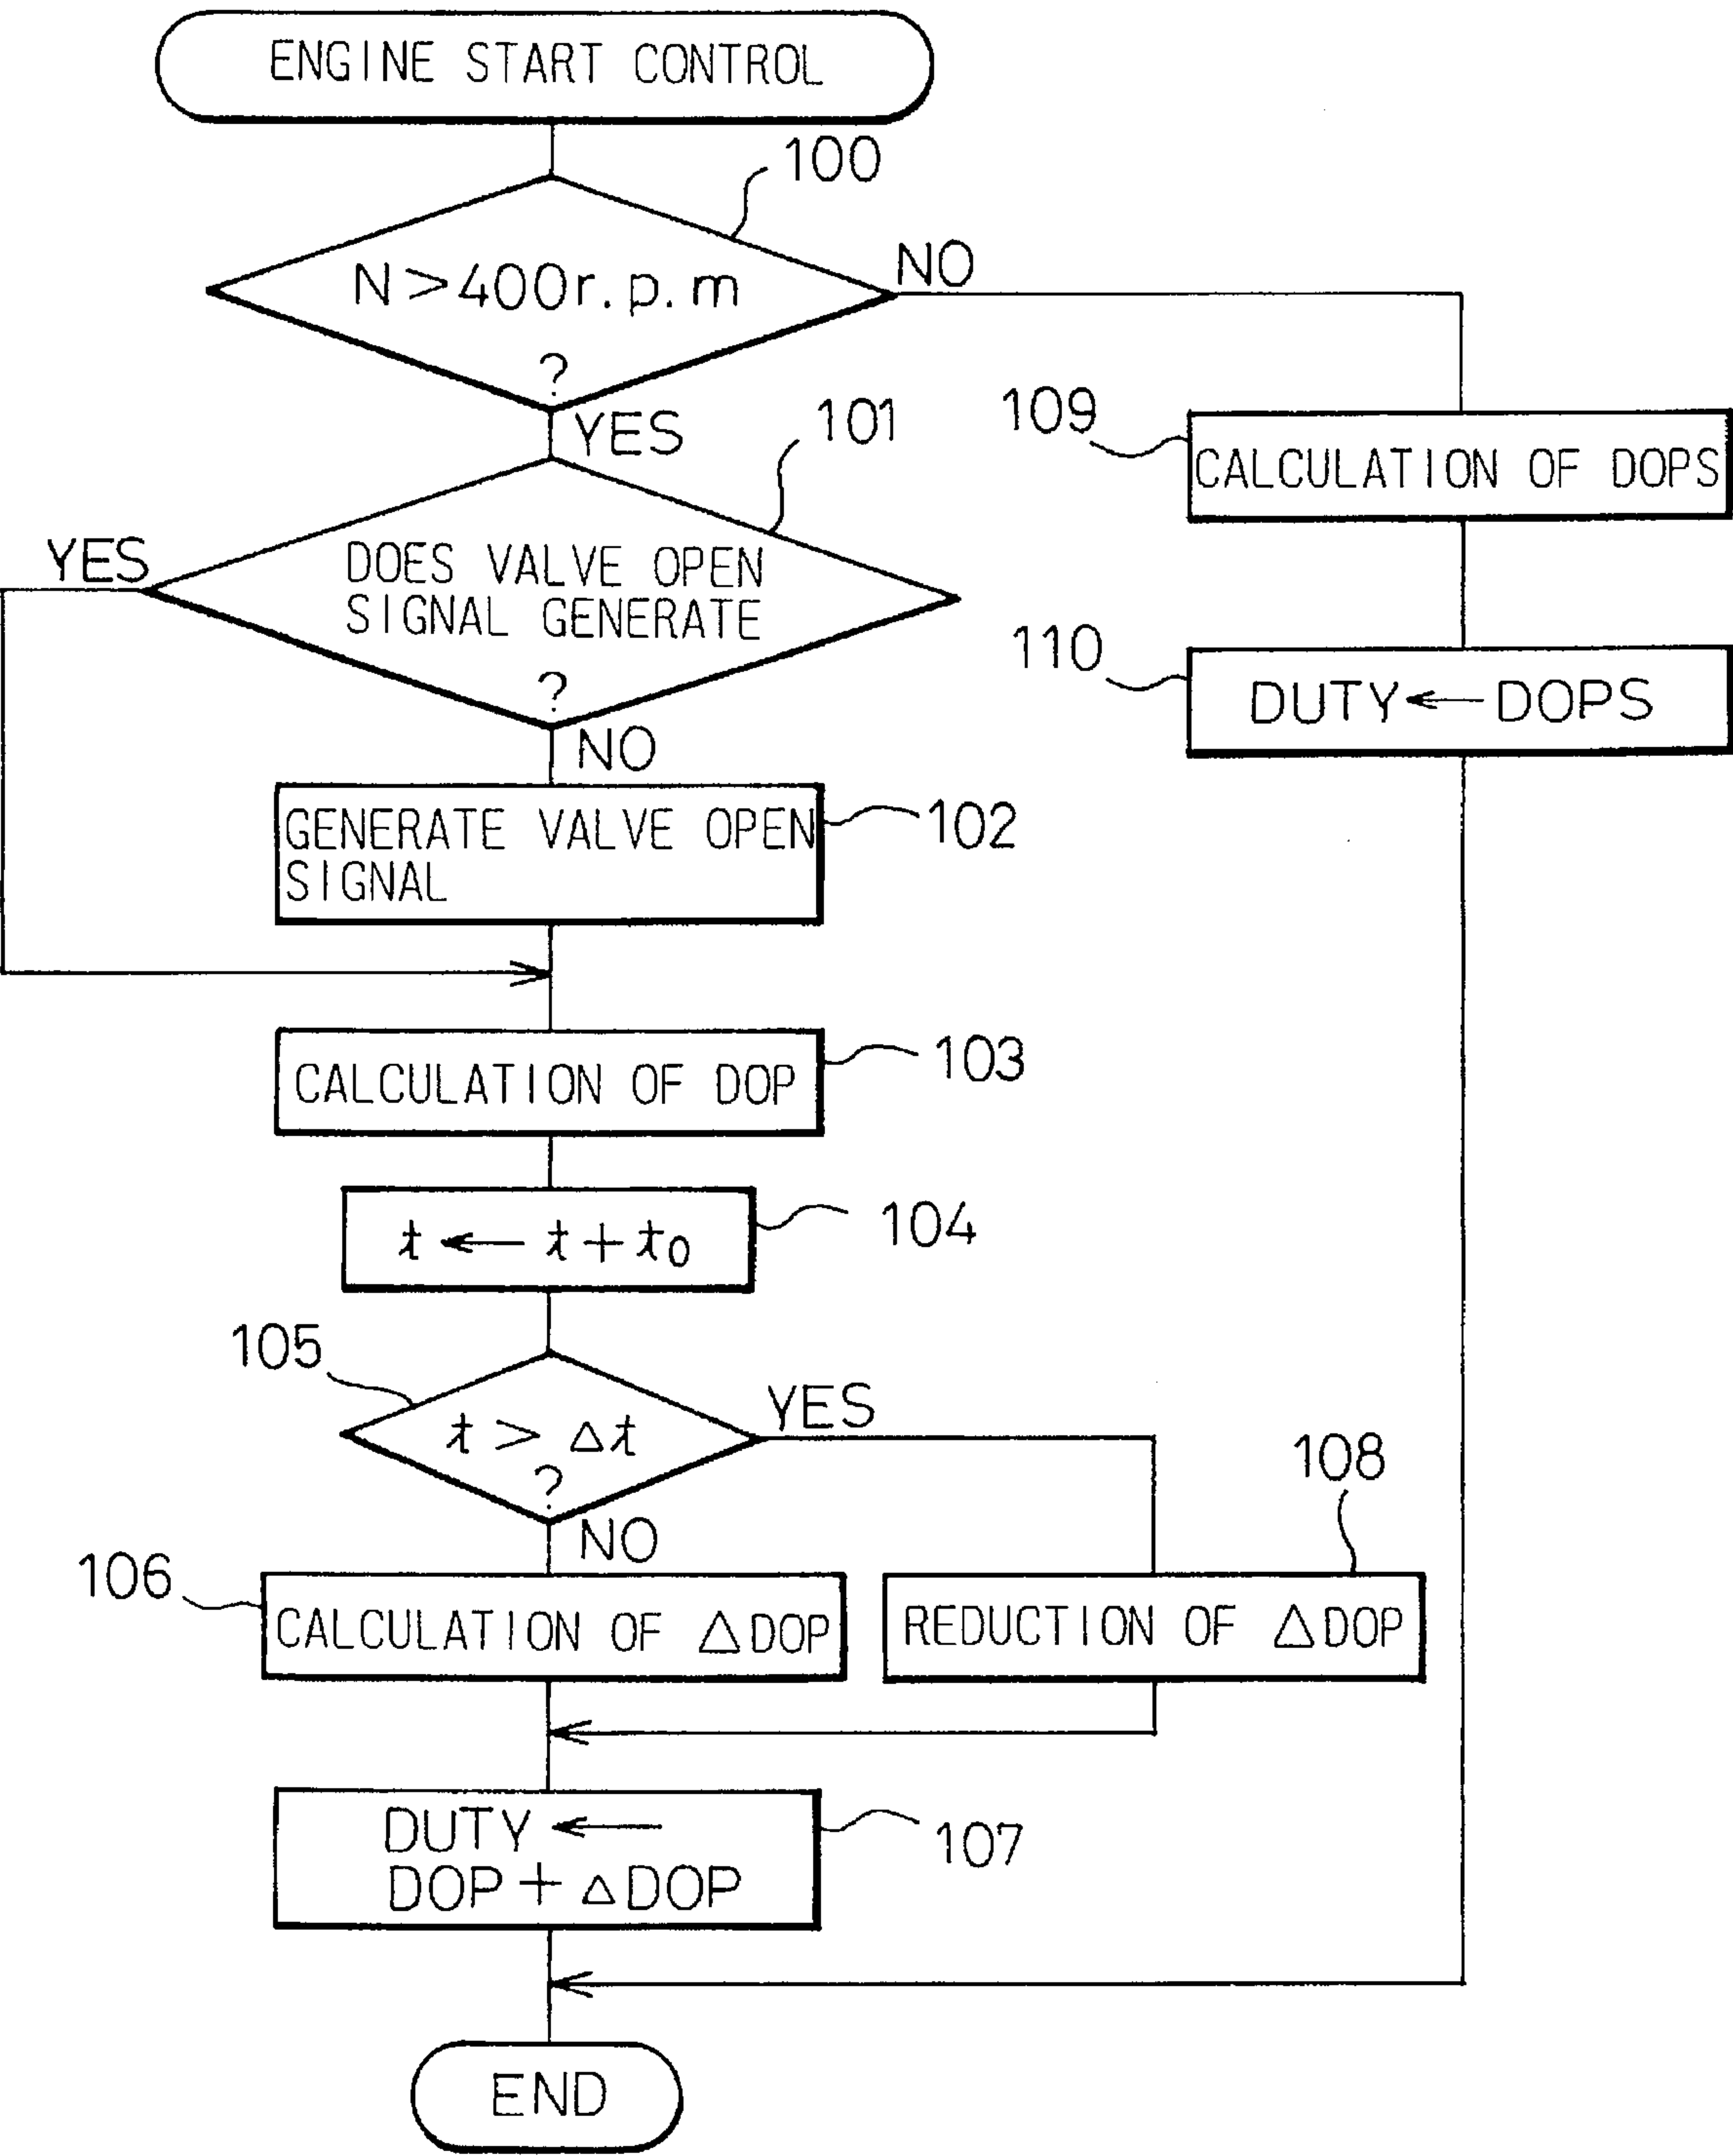 ENGINE START CONTROL
100
N>400r.p.m
?
NO
YES
101
109
CALCULATION OF DOPS
YES
DOES VALVE OPEN
SIGNAL GENERATE
?
NO
110
DUTY ← DOPS
GENERATE VALVE OPEN
SIGNAL
102
CALCULATION OF DOP
103
t ← t + t₀
104
105
t > Δt
?
YES
NO
108
106
CALCULATION OF ΔDOP
REDUCTION OF ΔDOP
DUTY ←
DOP + ΔDOP
107
END